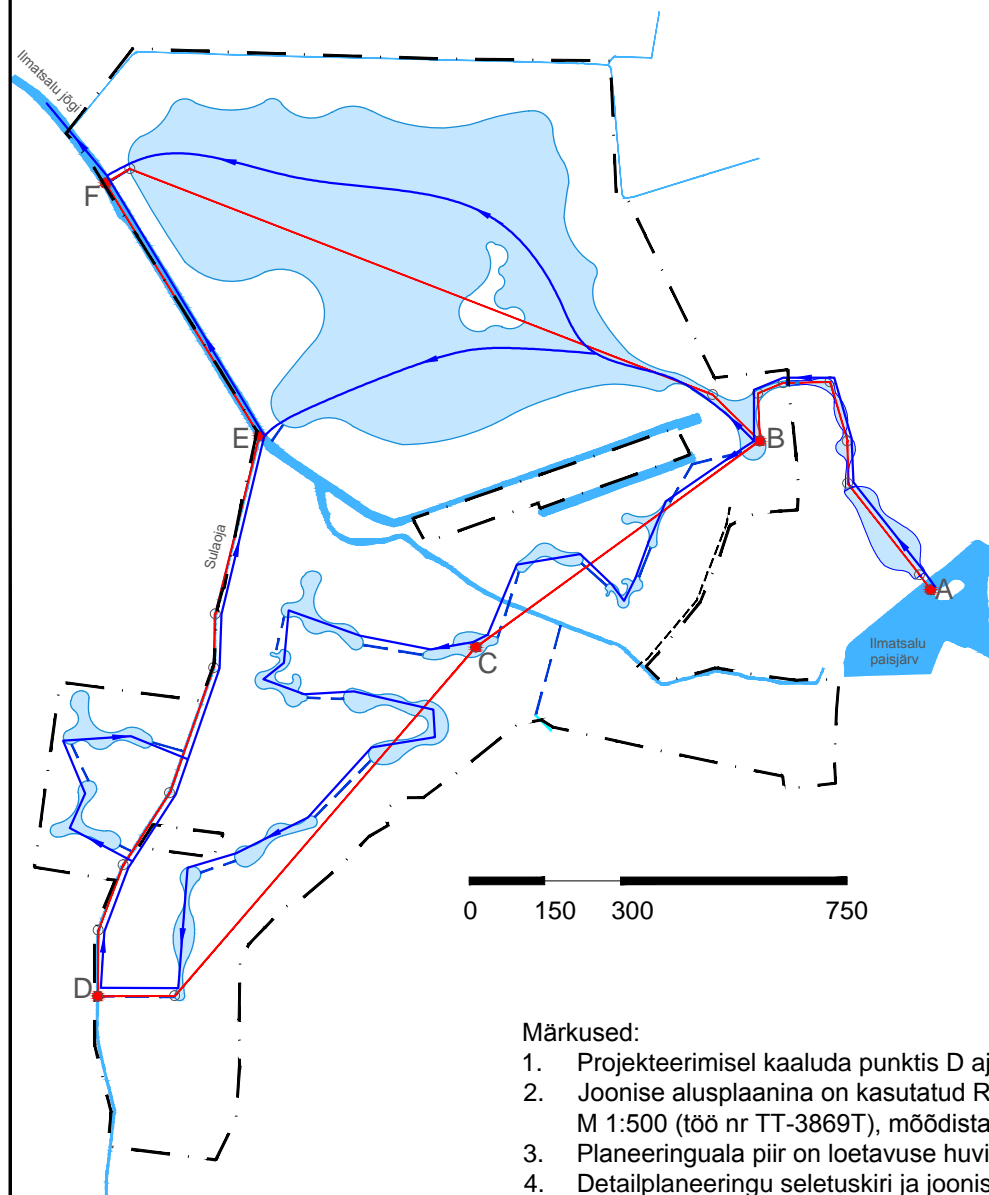 Ilmatsalu jõgi
F
B
E
Sulaoja
A
Ilmatsalu
paisjärv
C
0 150 300 750
D
Märkused:
1. Projekteerimisel kaaluda punktis D aj
2. Joonise alusplaanina on kasutatud R
M 1:500 (töö nr TT-3869T), mõõdista
3. Planeeringuala piir on loetavuse huvi
4. Detailplaneeringu seletuskiri ja joonis